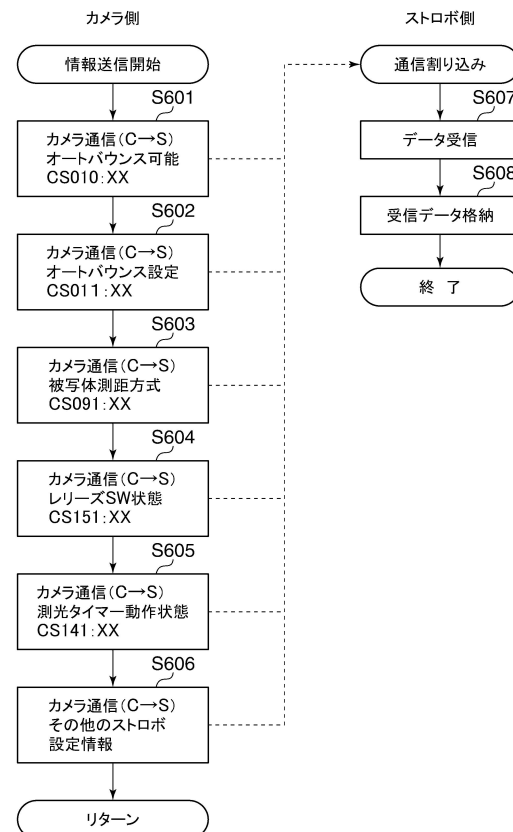 カメラ側
情報送信開始
S601
カメラ通信(C→S)
オートバウンス可能
CS010:XX
S602
カメラ通信(C→S)
オートバウンス設定
CS011:XX
S603
カメラ通信(C→S)
被写体測距方式
CS091:XX
S604
カメラ通信(C→S)
レリーズSW状態
CS151:XX
S605
カメラ通信(C→S)
測光タイマー動作状態
CS141:XX
S606
カメラ通信(C→S)
その他のストロボ
設定情報
リターン
ストロボ側
通信割り込み
S607
データ受信
S608
受信データ格納
終 了